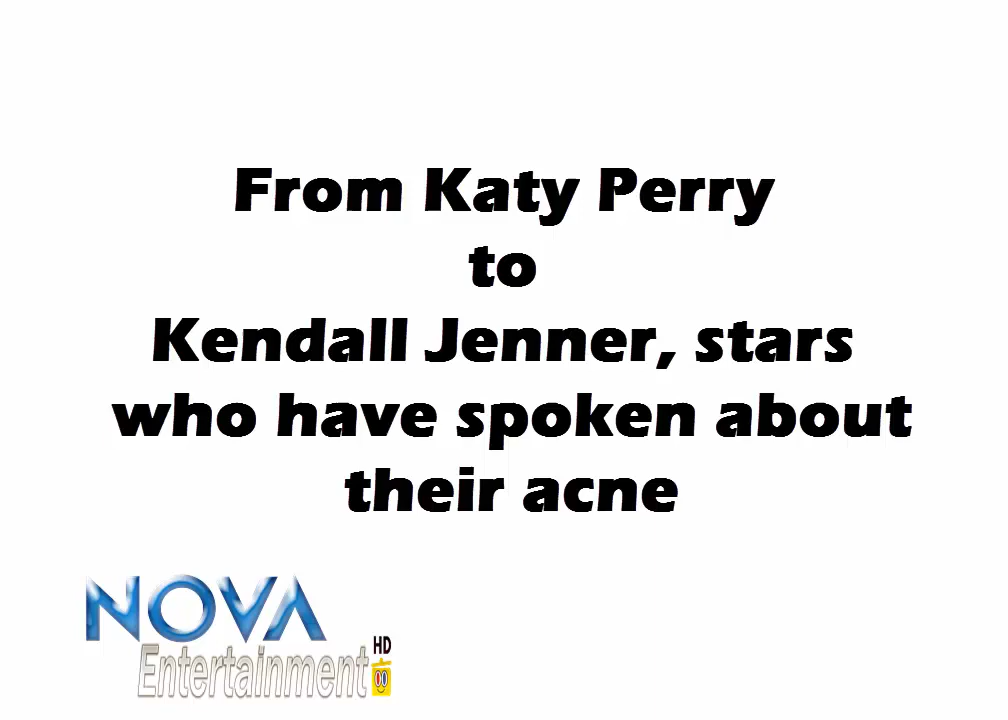 From Katy Perry
to
Kendall Jenner, stars
who have spoken about
their acne
NOVA
Entertainment HD